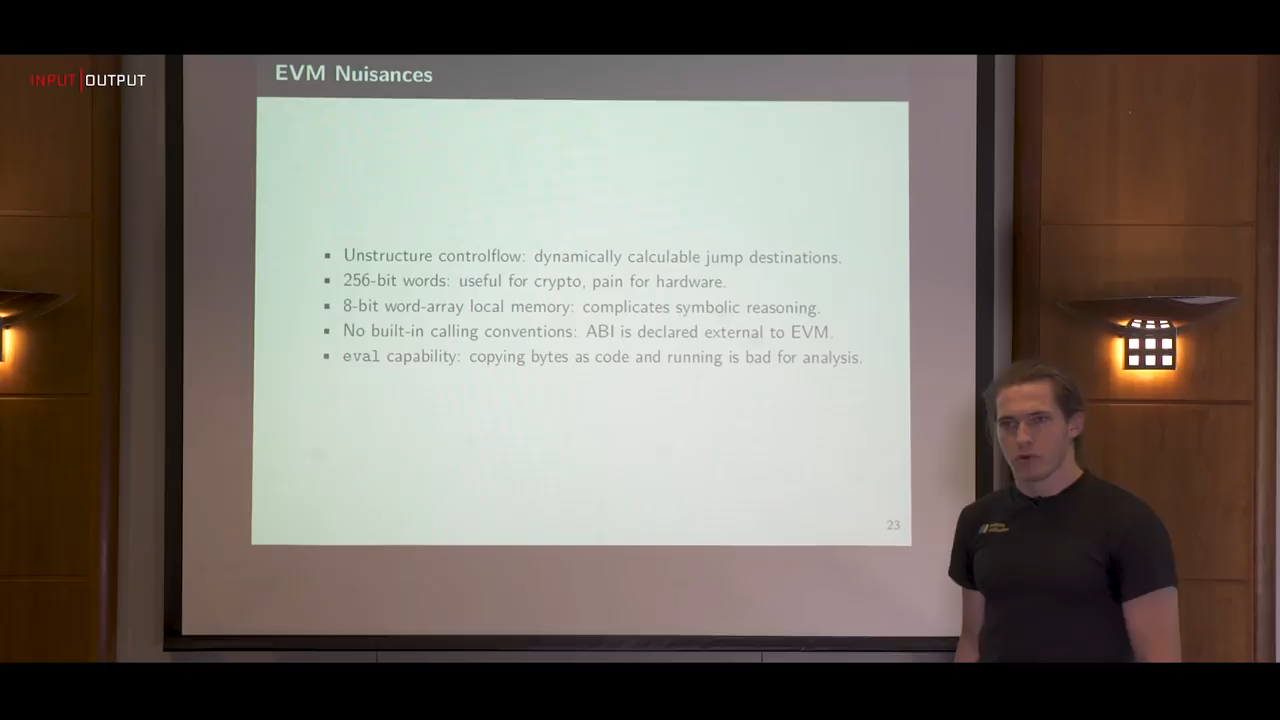 INPUT|OUTPUT
EVM Nuisances
▪ Unstructure controlflow: dynamically calculable jump destinations.
▪ 256-bit words: useful for crypto, pain for hardware.
▪ 8-bit word-array local memory: complicates symbolic reasoning.
▪ No built-in calling conventions: ABI is declared external to EVM.
▪ eval capability: copying bytes as code and running is bad for analysis.
23